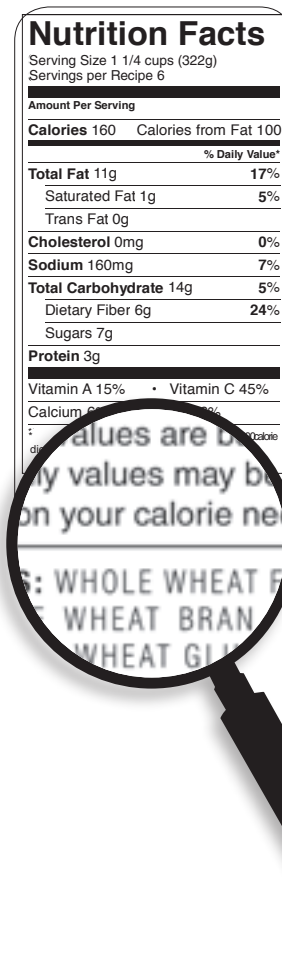 Nutrition Facts
Serving Size 1 1/4 cups (322g)
Servings per Recipe 6
Amount Per Serving
Calories 160 Calories from Fat 100
% Daily Value*
Total Fat 11g 17%
Saturated Fat 1g 5%
Trans Fat 0g
Cholesterol 0mg 0%
Sodium 160mg 7%
Total Carbohydrate 14g 5%
Dietary Fiber 6g 24%
Sugars 7g
Protein 3g
Vitamin A 15% • Vitamin C 45%
Calcium
values are
values may
on your calorie
WHOLE WHEAT
WHEAT BRAN
WHEAT